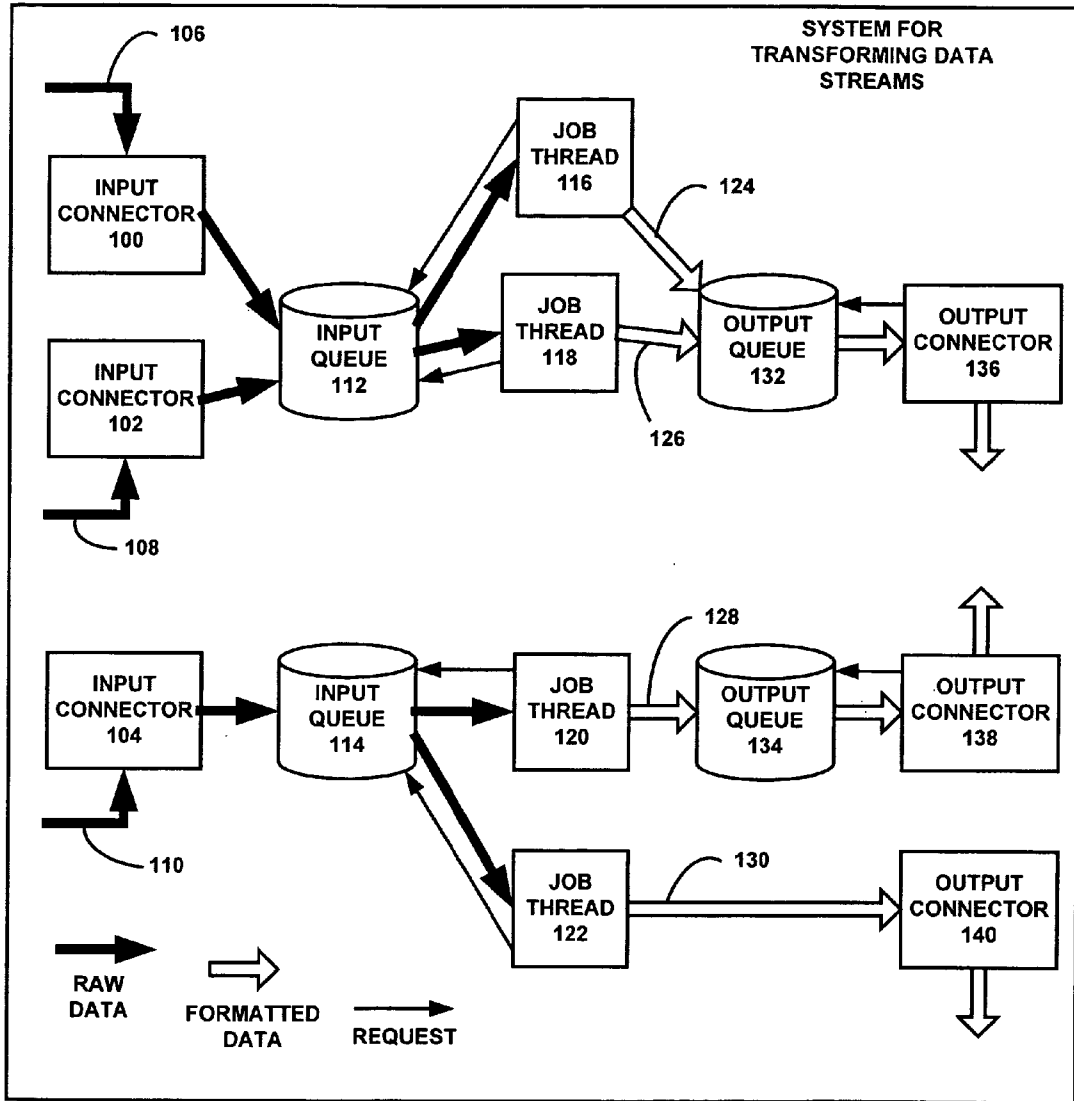 SYSTEM FOR
TRANSFORMING DATA
STREAMS
106
INPUT
CONNECTOR
100
JOB
THREAD
116
124
INPUT
CONNECTOR
102
INPUT
QUEUE
112
JOB
THREAD
118
126
OUTPUT
QUEUE
132
OUTPUT
CONNECTOR
136
108
INPUT
CONNECTOR
104
INPUT
QUEUE
114
JOB
THREAD
120
128
OUTPUT
QUEUE
134
OUTPUT
CONNECTOR
138
110
JOB
THREAD
122
130
OUTPUT
CONNECTOR
140
RAW
DATA
FORMATTED
DATA
REQUEST